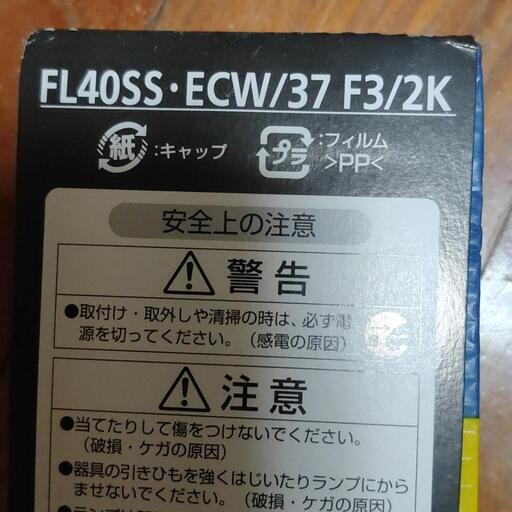 FL40SS・ECW/37 F3/2K
紙:キャップ
プラ:フィルム
>PP<
安全上の注意
警告
●取付け・取外しや清掃の時は、必ず電
源を切ってください。（感電の原因）
注意
●当てたりして傷をつけないでください。
（破損・ケガの原因）
●器具の引きひもを強くはじいたりランプにから
ませないでください。（破損・ケガの原因）